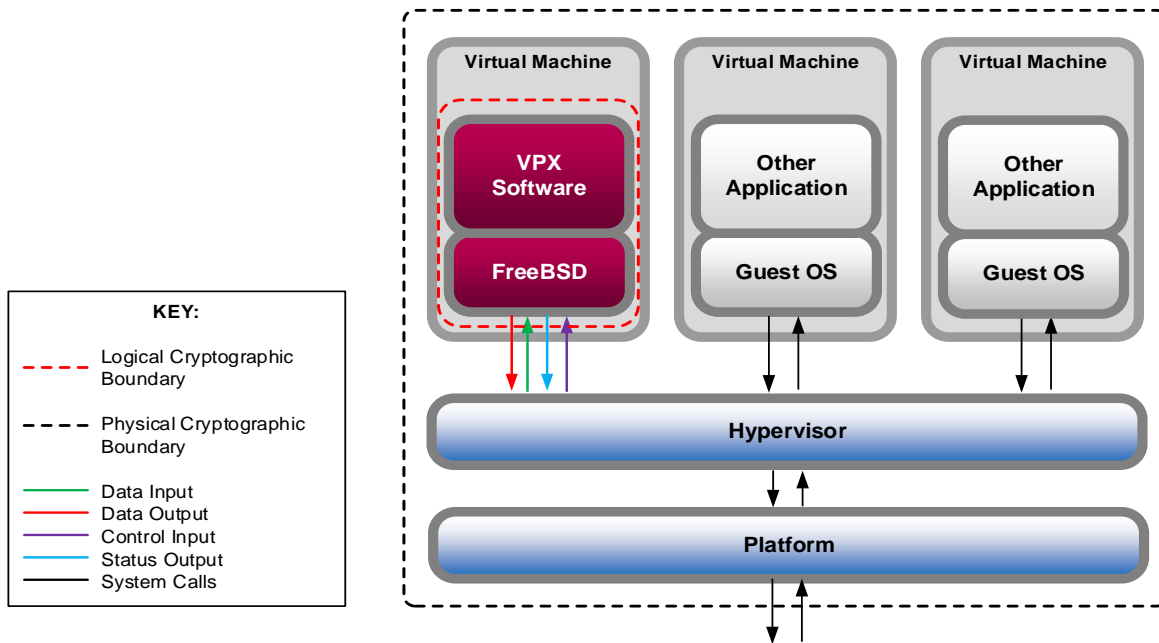 Virtual Machine
VPX
Software
FreeBSD
Virtual Machine
Other
Application
Guest OS
Virtual Machine
Other
Application
Guest OS
Hypervisor
Platform
KEY:
Logical Cryptographic
Boundary
Physical Cryptographic
Boundary
Data Input
Data Output
Control Input
Status Output
System Calls